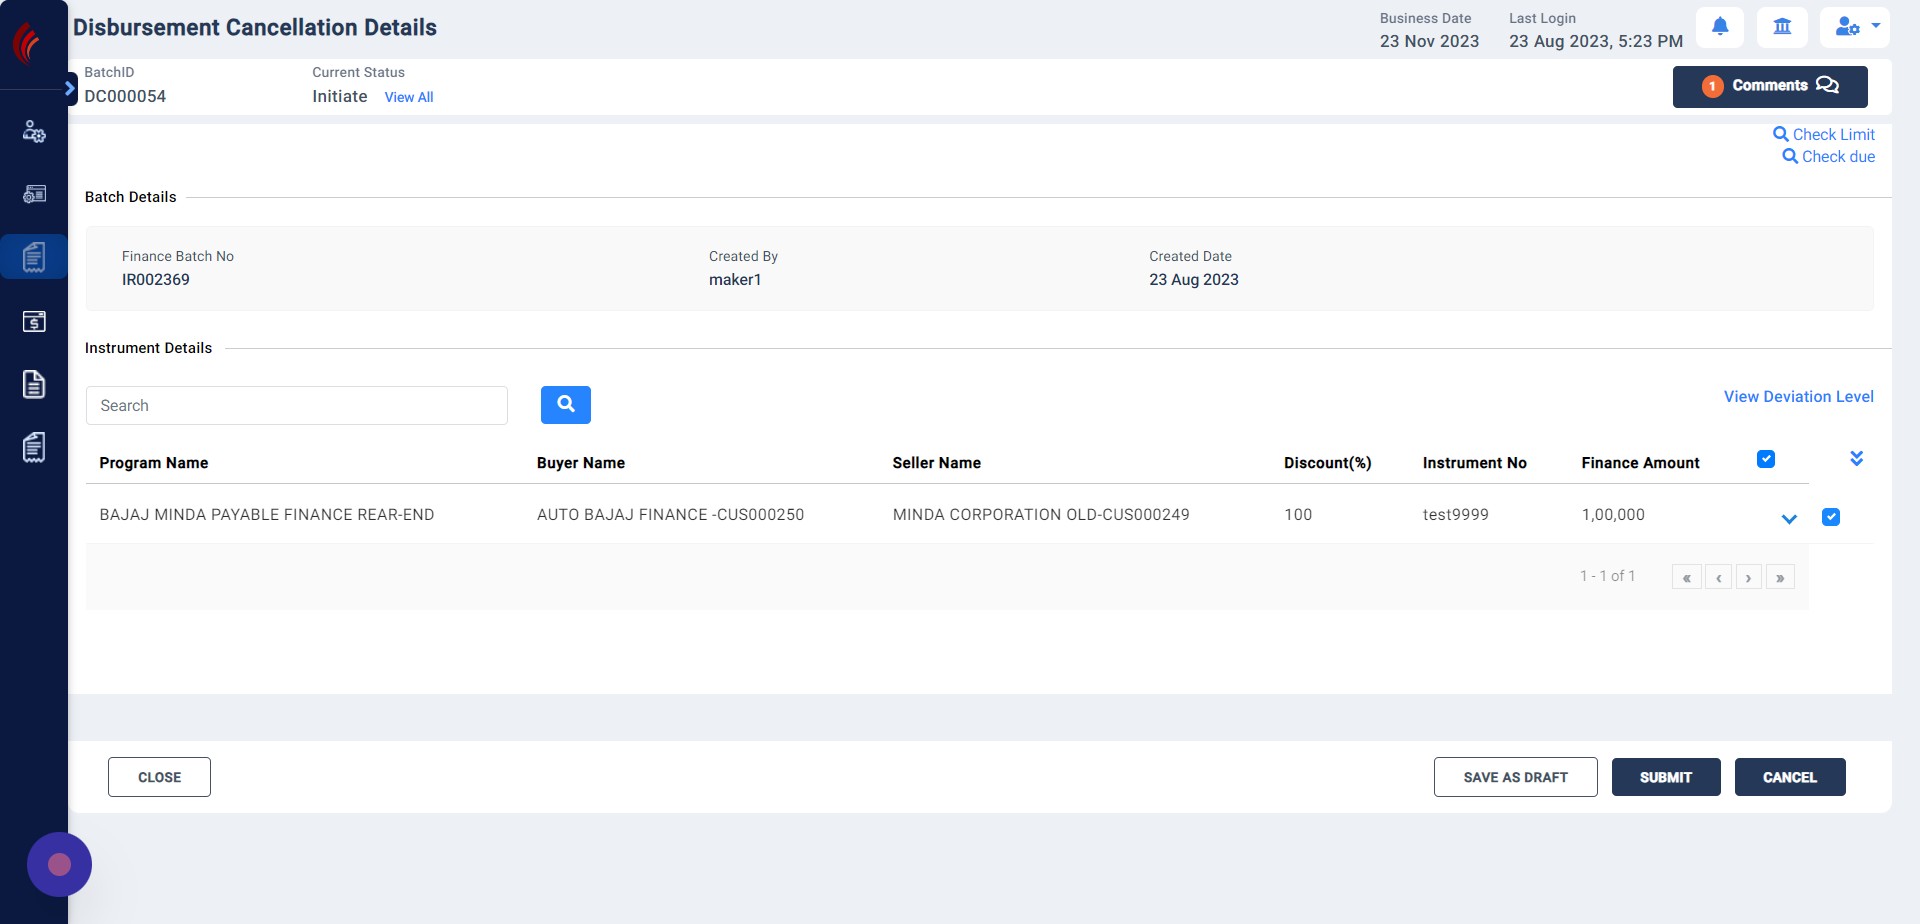 Disbursement Cancellation Details
Business Date
23 Nov 2023
Last Login
23 Aug 2023, 5:23 PM
BatchID
DC000054
Current Status
Initiate View All
1 Comments
Check Limit
Check due
Batch Details
Finance Batch No
IR002369
Created By
maker1
Created Date
23 Aug 2023
Instrument Details
Search
View Deviation Level
Program Name Buyer Name Seller Name Discount(%) Instrument No Finance Amount
BAJAJ MINDA PAYABLE FINANCE REAR-END AUTO BAJAJ FINANCE -CUS000250 MINDA CORPORATION OLD-CUS000249 100 test9999 1,00,000
1 - 1 of 1 « ‹ › »
CLOSE SAVE AS DRAFT SUBMIT CANCEL